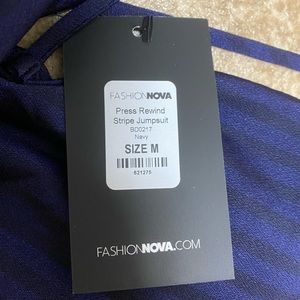 FASHIONNOVA
Press Rewind
Stripe Jumpsuit
BD0217
Navy
SIZE M
621275
FASHIONNOVA.COM